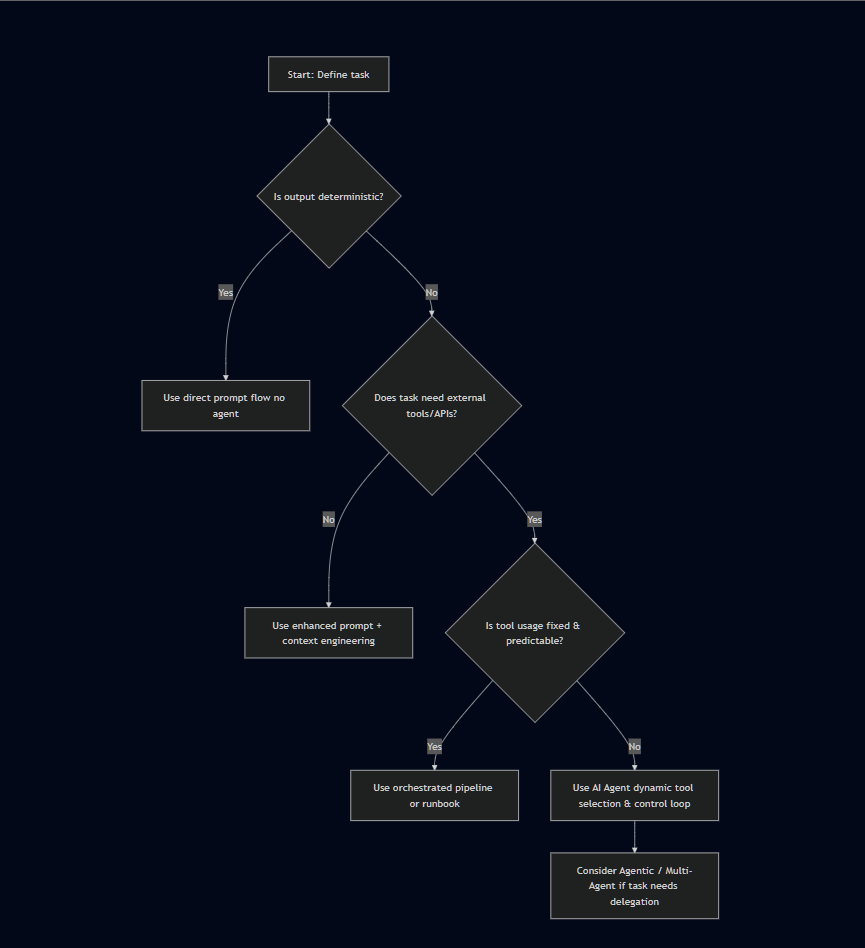 Start: Define task
Is output deterministic?
Yes
No
Use direct prompt flow no
agent
Does task need external
tools/APIs?
No
Yes
Use enhanced prompt +
context engineering
Is tool usage fixed &
predictable?
Yes
No
Use orchestrated pipeline
or runbook
Use AI Agent dynamic tool
selection & control loop
Consider Agentic / Multi-
Agent if task needs
delegation